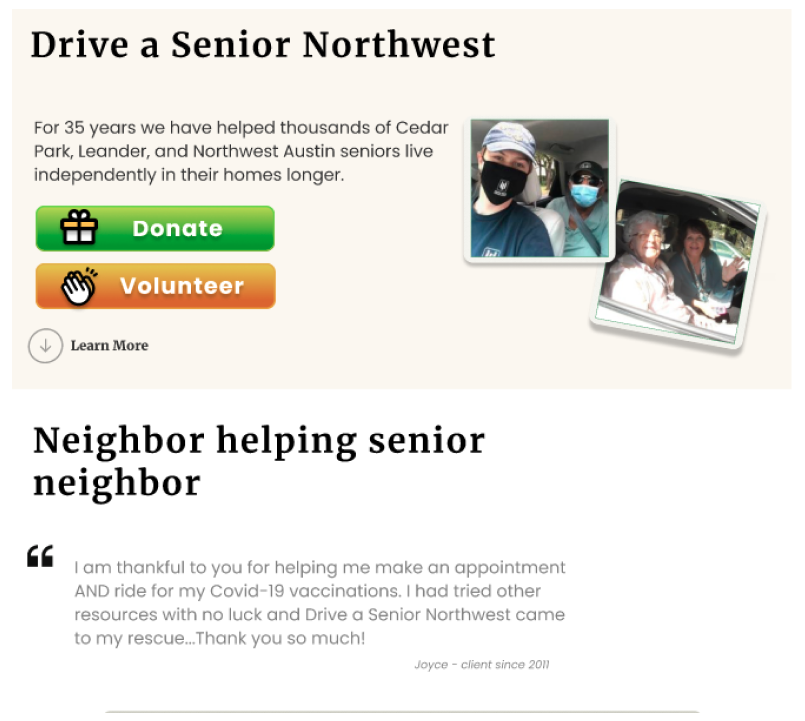 Drive a Senior Northwest
For 35 years we have helped thousands of Cedar
Park, Leander, and Northwest Austin seniors live
independently in their homes longer.
Donate
Volunteer
Learn More
Neighbor helping senior
neighbor
“
I am thankful to you for helping me make an appointment
AND ride for my Covid-19 vaccinations. I had tried other
resources with no luck and Drive a Senior Northwest came
to my rescue...Thank you so much!
Joyce - client since 2011